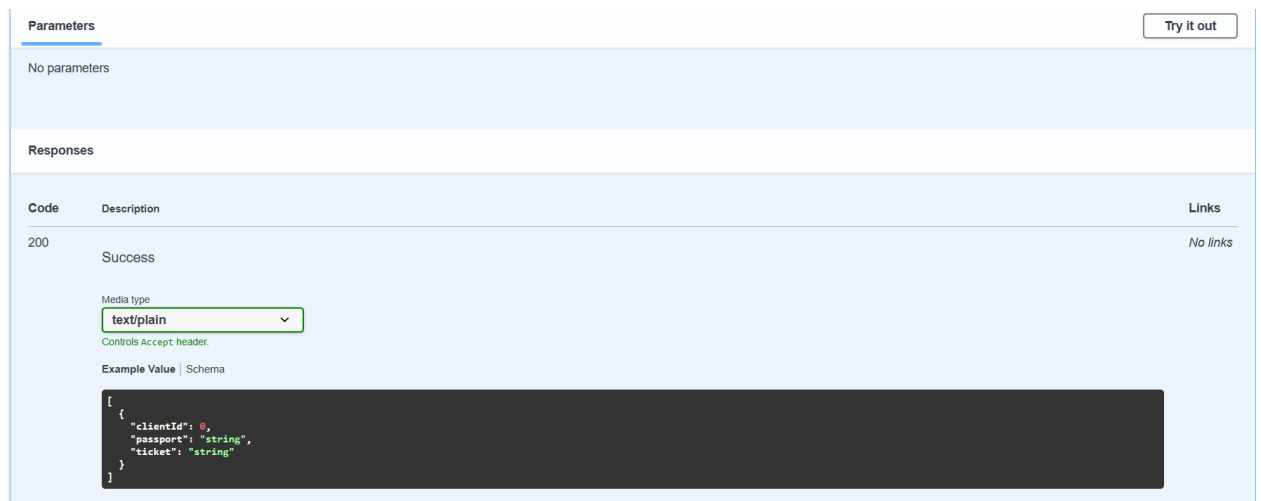 Parameters
Try it out
No parameters
Responses
Code Description Links
200 Success No links
Media type
text/plain
Controls Accept header.
Example Value | Schema
[
  {
    "clientId": 0,
    "passport": "string",
    "ticket": "string"
  }
]